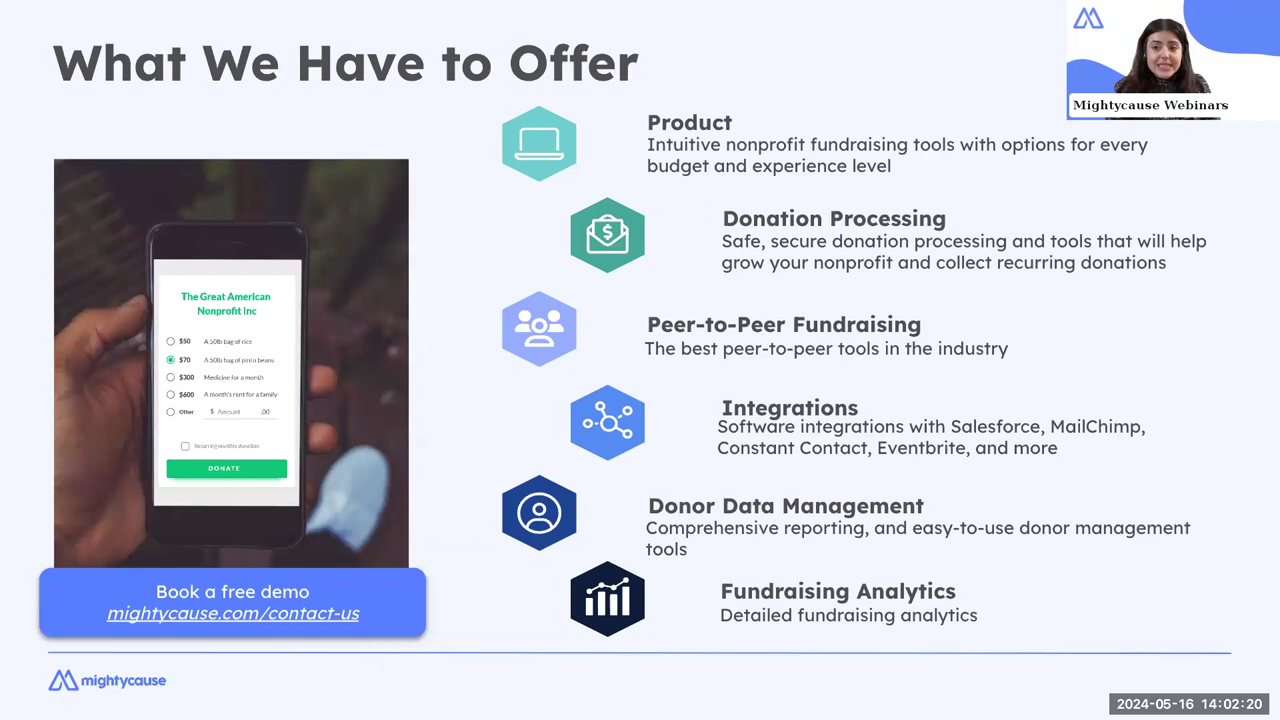 What We Have to Offer
Mightycause Webinars
Product
Intuitive nonprofit fundraising tools with options for every
budget and experience level
Donation Processing
Safe, secure donation processing and tools that will help
grow your nonprofit and collect recurring donations
Peer-to-Peer Fundraising
The best peer-to-peer tools in the industry
Integrations
Software integrations with Salesforce, MailChimp,
Constant Contact, Eventbrite, and more
Donor Data Management
Comprehensive reporting, and easy-to-use donor management
tools
Fundraising Analytics
Detailed fundraising analytics
The Great American
Nonprofit Inc
$50 A 50lb bag of rice
$70 A 50lb bag of pinto beans
$300 Medicine for a month
$600 A month's rent for a family
Other $ Amount .00
Recurring monthly donation
DONATE
Book a free demo
mightycause.com/contact-us
mightycause
2024-05-16 14:02:20